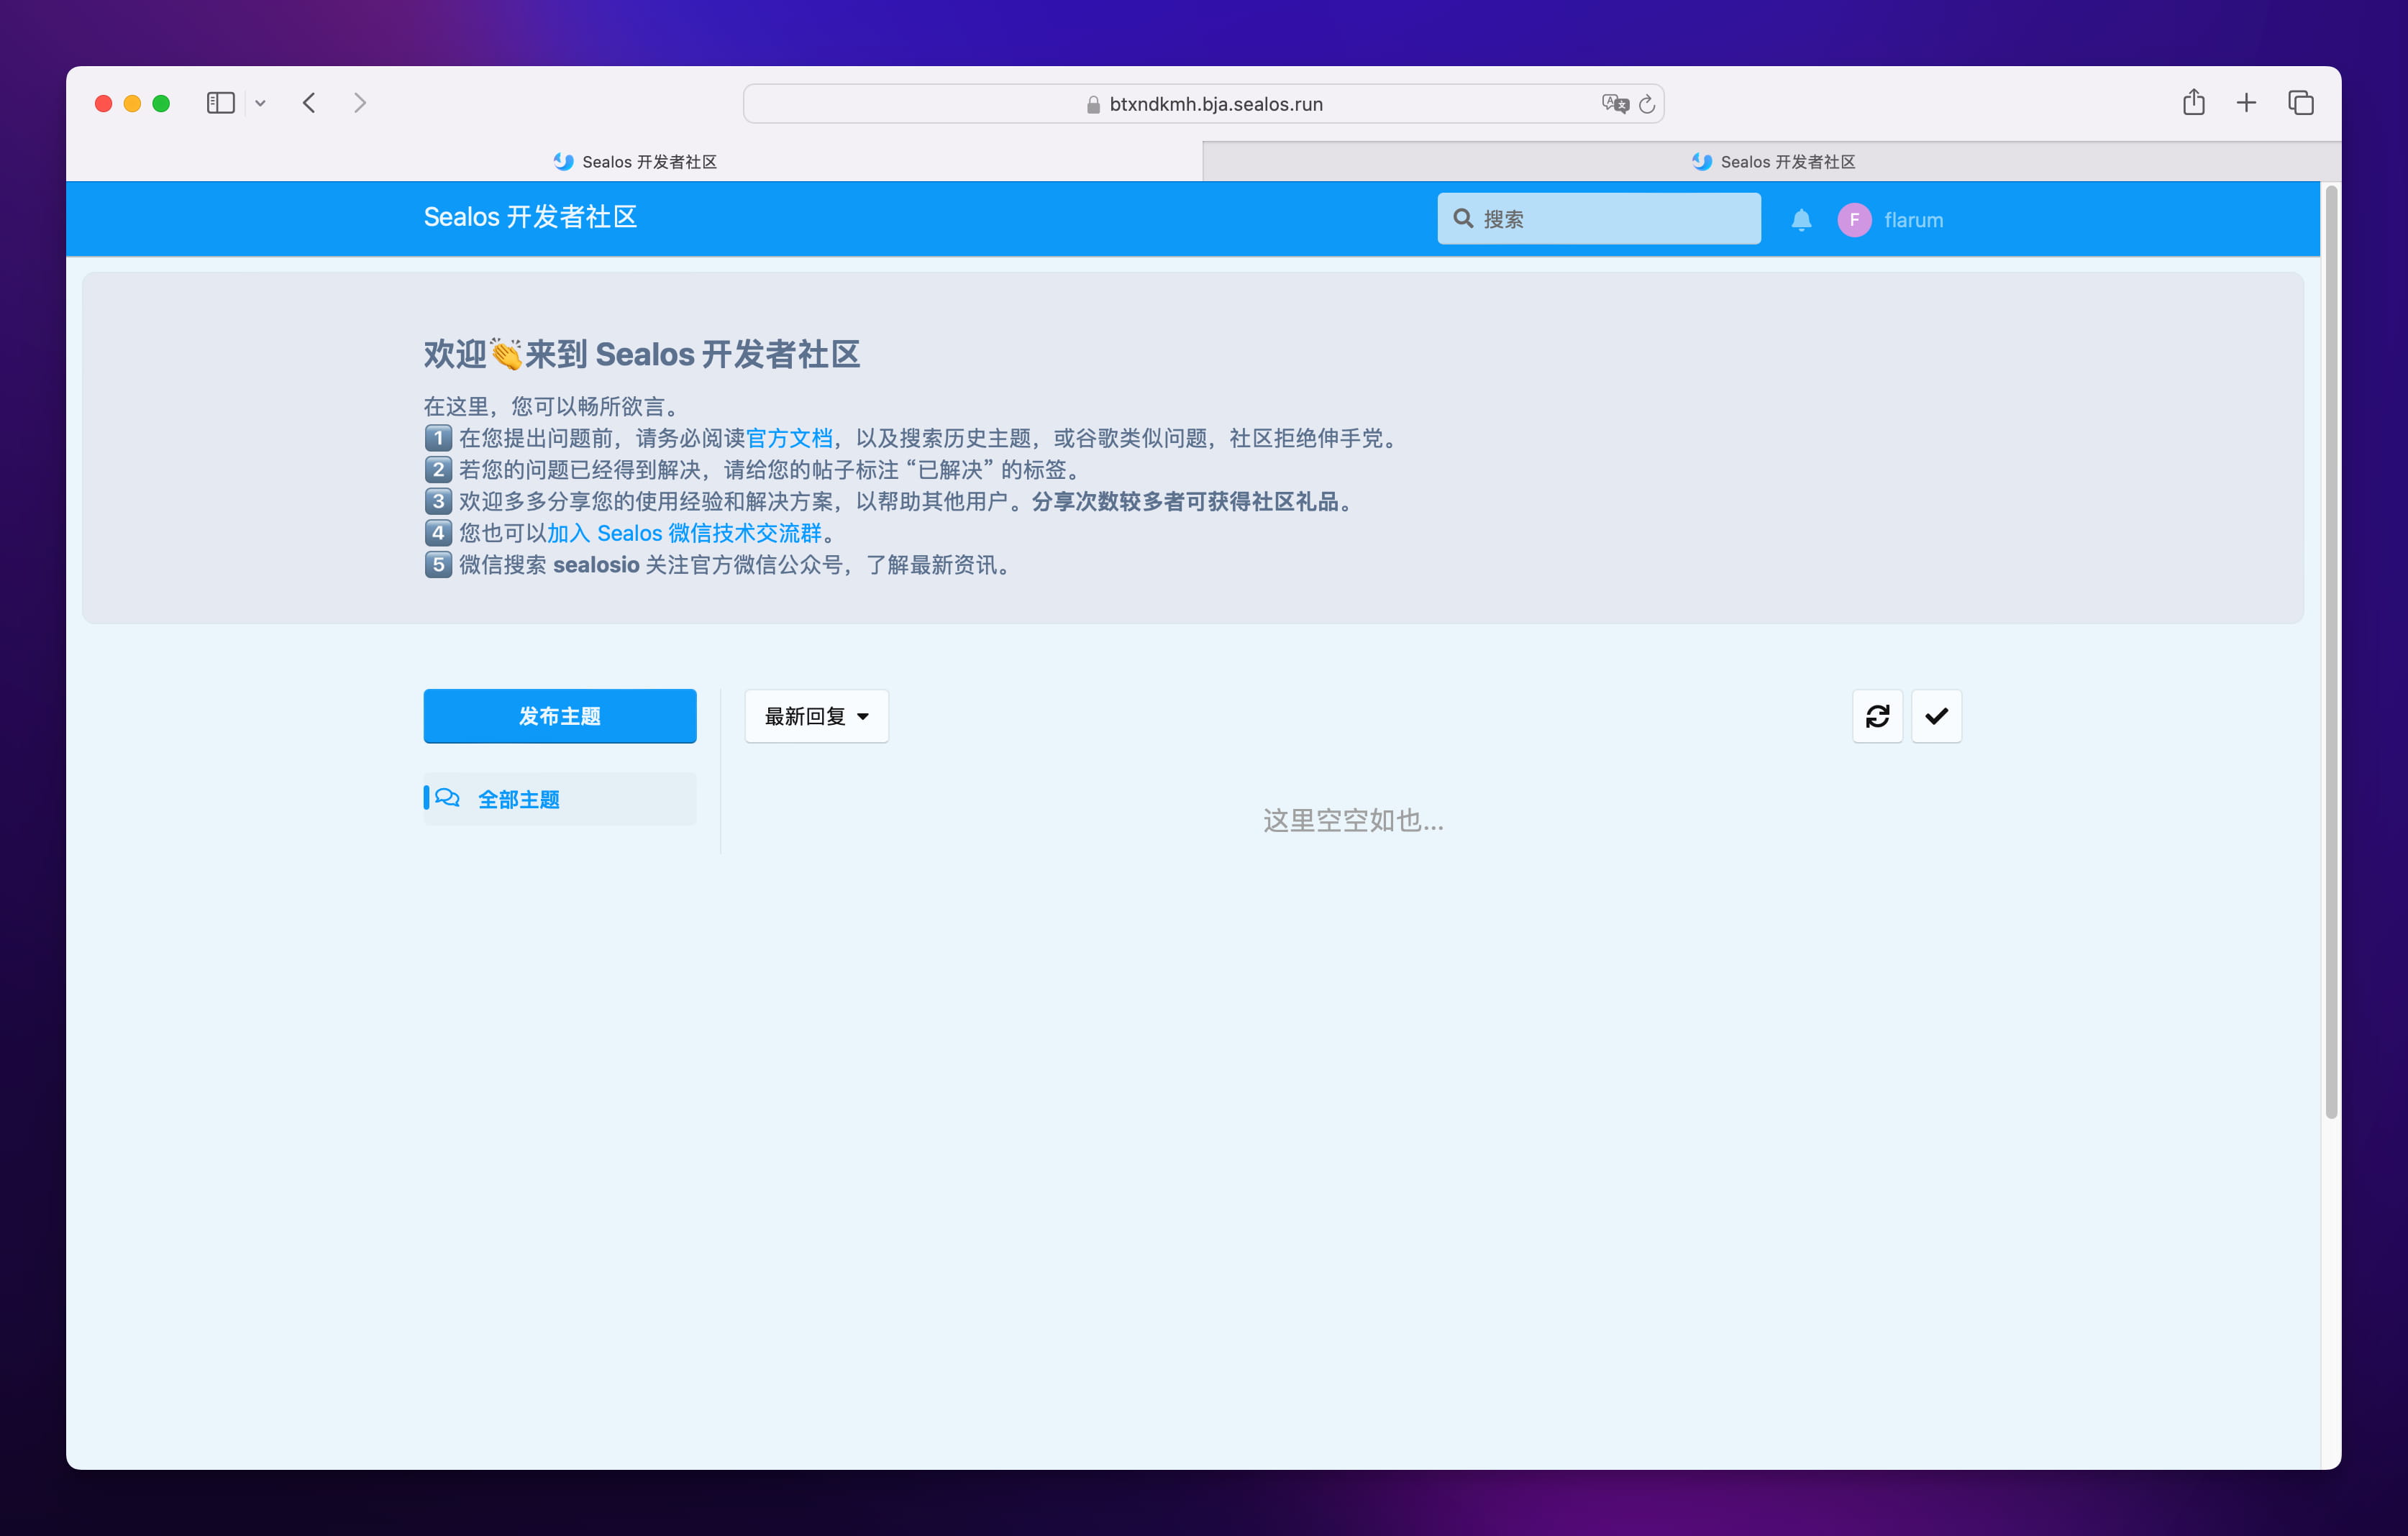 btxndkmh.bja.sealos.run
Sealos 开发者社区
Sealos 开发者社区
Sealos 开发者社区
搜索
F
flarum
欢迎👏来到 Sealos 开发者社区
在这里，您可以畅所欲言。
1️⃣ 在您提出问题前，请务必阅读官方文档，以及搜索历史主题，或谷歌类似问题，社区拒绝伸手党。
2️⃣ 若您的问题已经得到解决，请给您的帖子标注 “已解决” 的标签。
3️⃣ 欢迎多多分享您的使用经验和解决方案，以帮助其他用户。分享次数较多者可获得社区礼品。
4️⃣ 您也可以加入 Sealos 微信技术交流群。
5️⃣ 微信搜索 sealosio 关注官方微信公众号，了解最新资讯。
发布主题
最新回复
全部主题
这里空空如也...